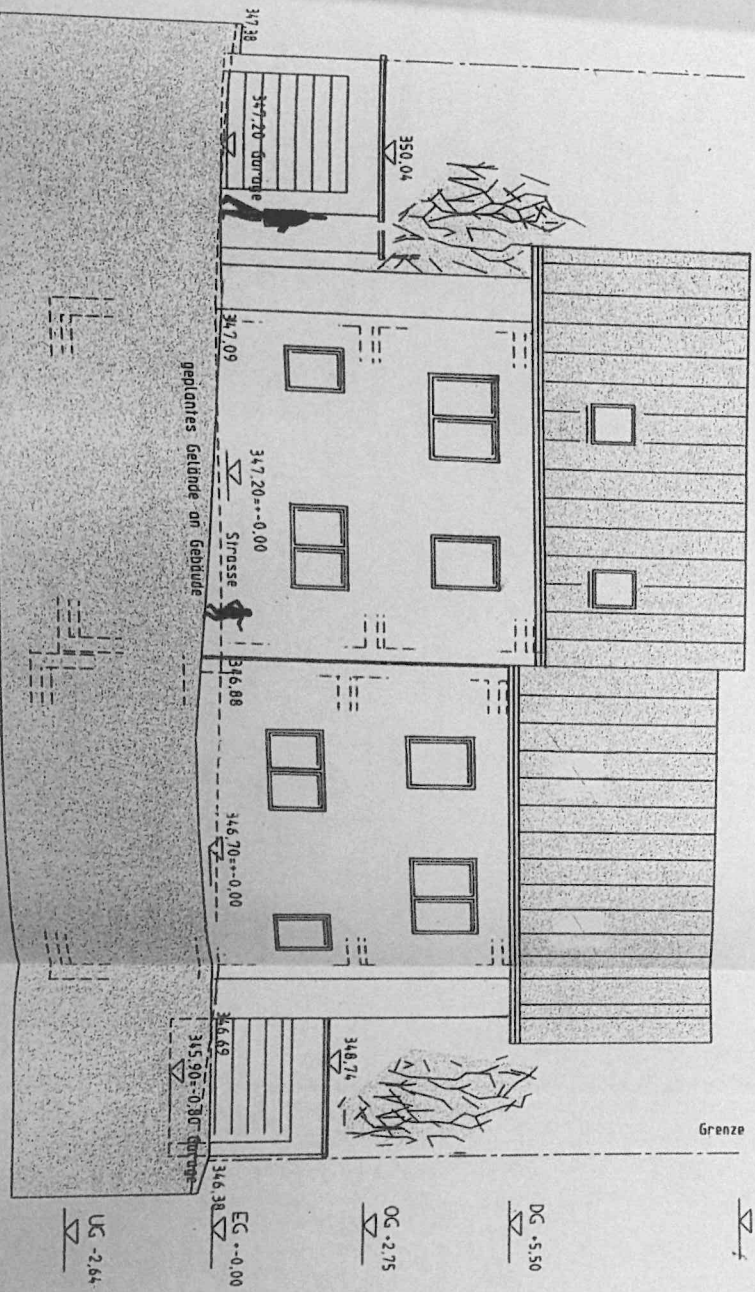 347,38
347,20 Garage
350,04
347,09
geplantes Gelände an Gebäude
347,20=+-0,00
Strasse
346,88
346,70=+-0,00
346,69
345,90=-0,80 Garage
348,74
346,38
Grenze
DG +5,50
OG +2,75
EG +-0,00
UG -2,64